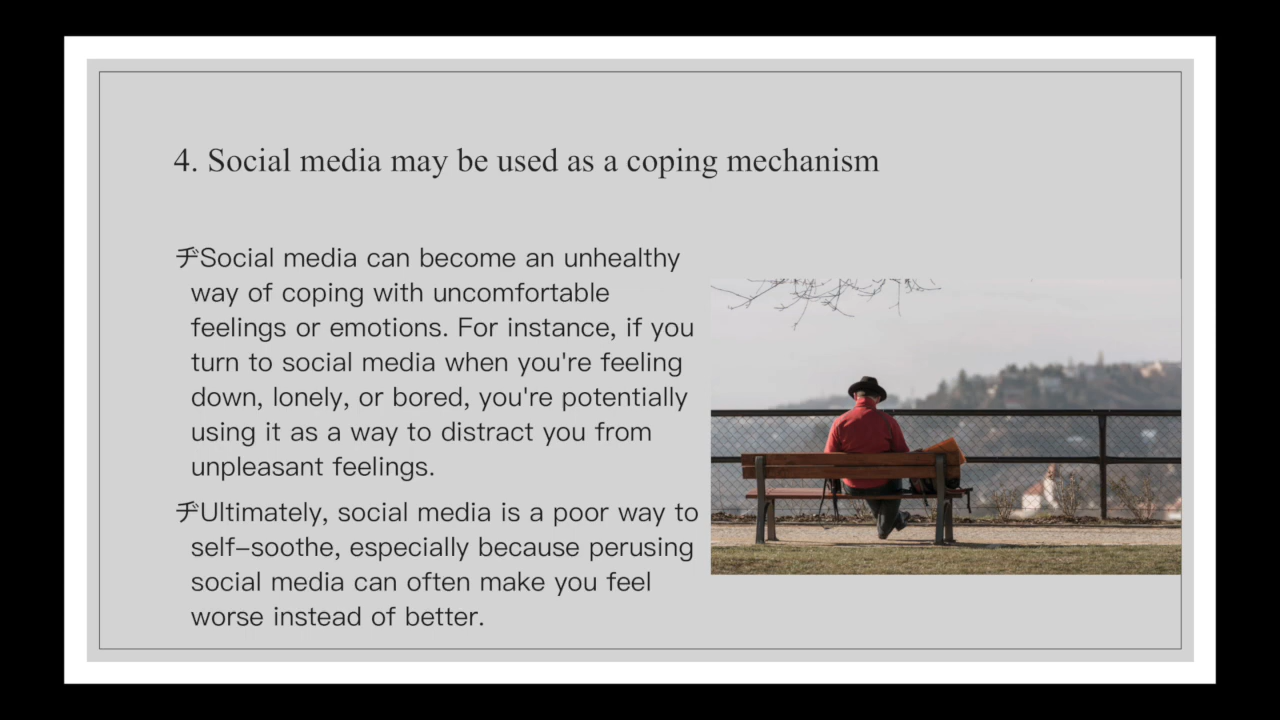 4. Social media may be used as a coping mechanism
ヂSocial media can become an unhealthy
way of coping with uncomfortable
feelings or emotions. For instance, if you
turn to social media when you're feeling
down, lonely, or bored, you're potentially
using it as a way to distract you from
unpleasant feelings.
ヂUltimately, social media is a poor way to
self–soothe, especially because perusing
social media can often make you feel
worse instead of better.